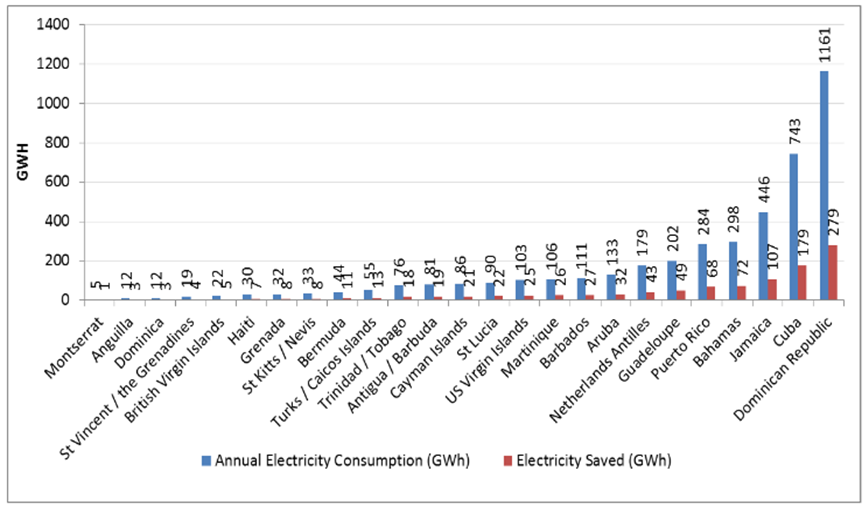 1400
1200
1000
800
600
400
200
0
GWH
5 1
12 3
12 3
19 4
22 5
30 7
32 8
33 8
44 11
55 13
76 18
81 19
86 21
90 22
103 25
106 26
111 27
133 32
179 43
202 49
284 68
298 72
446 107
743 179
1161 279
Montserrat
Anguilla
Dominica
St Vincent / the Grenadines
British Virgin Islands
Haiti
Grenada
St Kitts / Nevis
Bermuda
Turks / Caicos Islands
Trinidad / Tobago
Antigua / Barbuda
Cayman Islands
St Lucia
US Virgin Islands
Martinique
Barbados
Aruba
Netherlands Antilles
Guadeloupe
Puerto Rico
Bahamas
Jamaica
Cuba
Dominican Republic
Annual Electricity Consumption (GWh) Electricity Saved (GWh)